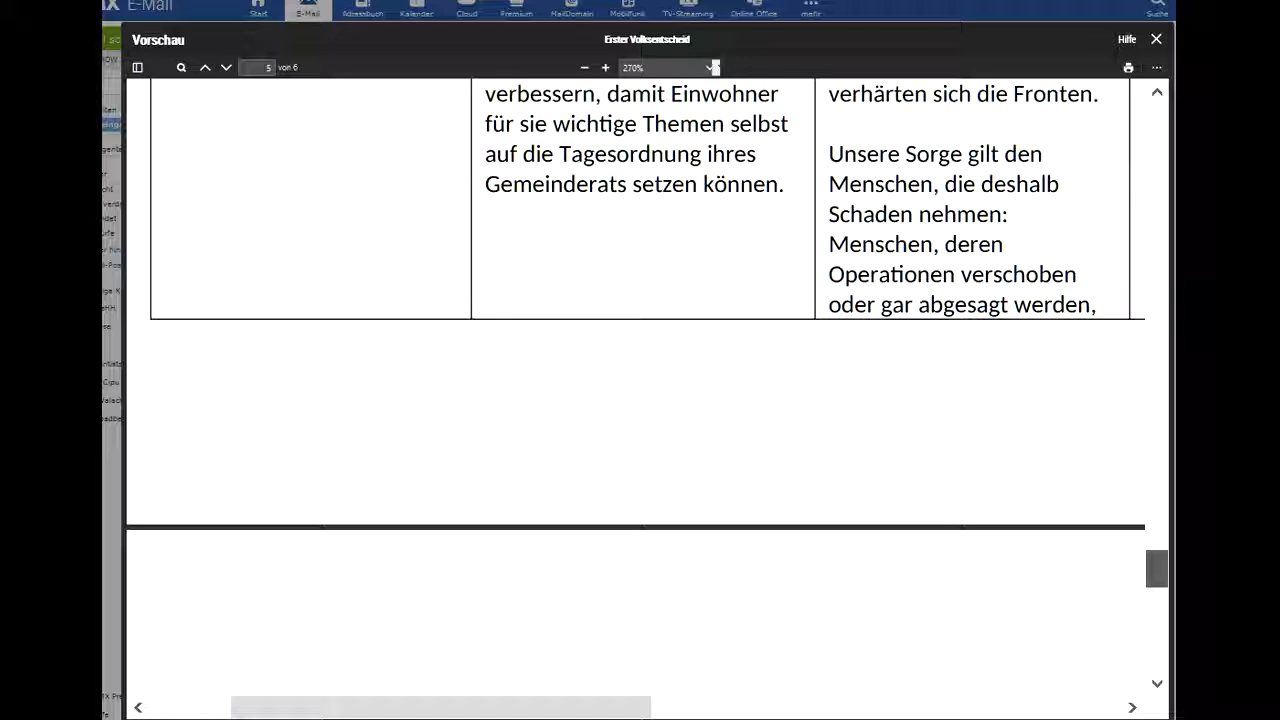 E-Mail
Start E-Mail Adressbuch Kalender Cloud Premium MailDomain Mobilfunk TV-Streaming Online Office mehr Suche
Vorschau Erster Volksentscheid Hilfe
5 von 6 270%
verbessern, damit Einwohner
für sie wichtige Themen selbst
auf die Tagesordnung ihres
Gemeinderats setzen können.
verhärten sich die Fronten.
Unsere Sorge gilt den
Menschen, die deshalb
Schaden nehmen:
Menschen, deren
Operationen verschoben
oder gar abgesagt werden,